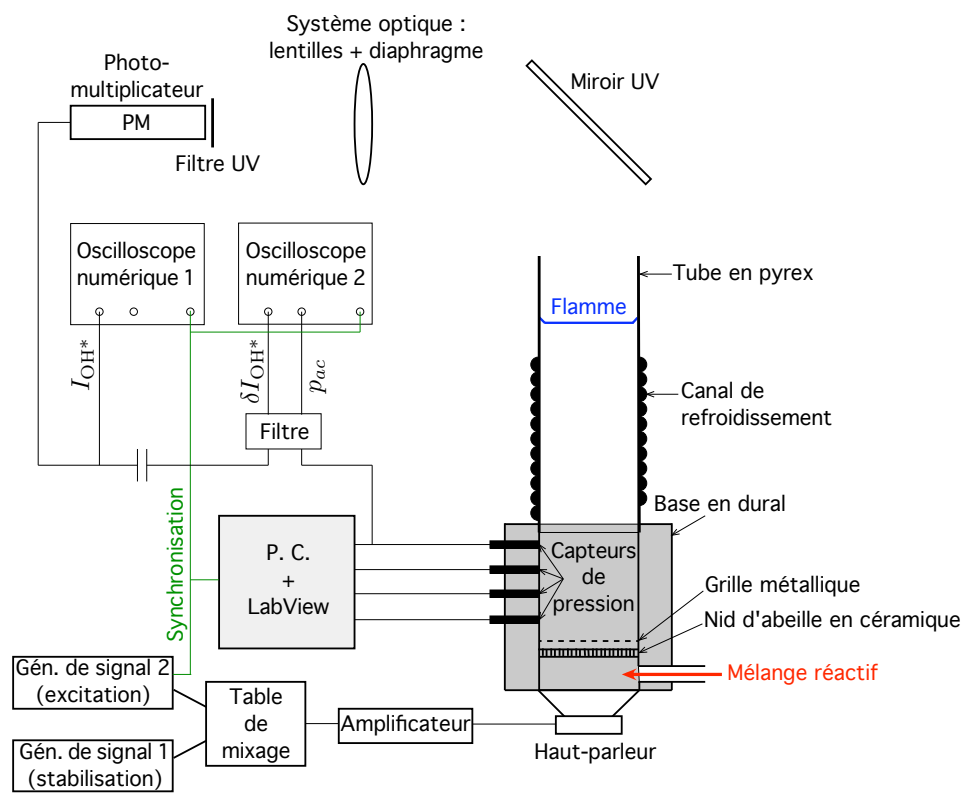 Système optique :
lentilles + diaphragme
Photo-
multiplicateur
PM
Filtre UV
Miroir UV
Oscilloscope
numérique 1
Oscilloscope
numérique 2
Tube en pyrex
Flamme
I_OH*
δI_OH*
p_ac
Filtre
Canal de
refroidissement
Base en dural
Synchronisation
P. C.
+
LabView
Capteurs
de
pression
Grille métallique
Nid d'abeille en céramique
Mélange réactif
Gén. de signal 2
(excitation)
Table
de
mixage
Amplificateur
Haut-parleur
Gén. de signal 1
(stabilisation)